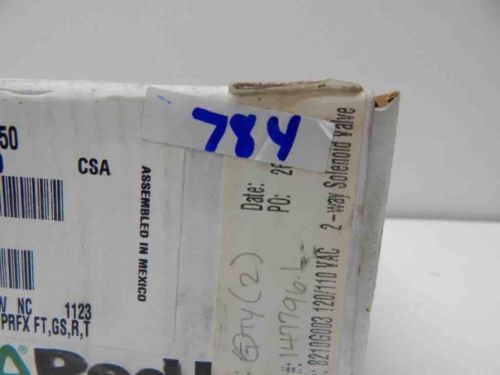 784
50
CSA
ASSEMBLED IN MEXICO
NC 1123
PRFX FT,GS,R,T
Date:
PO:
Qty (2)
1477961
8210G003 120/110 VAC 2-way Solenoid Valve